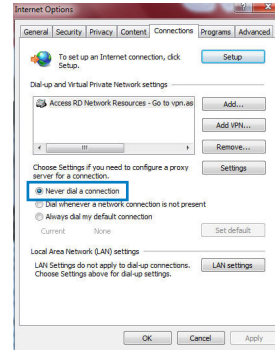 Internet Options
General Security Privacy Content Connections Programs Advanced
To set up an Internet connection, click
Setup.
Setup
Dial-up and Virtual Private Network settings
Access RD Network Resources - Go to vpn.as
Add...
Add VPN...
Remove...
Choose Settings if you need to configure a proxy
server for a connection.
Settings
Never dial a connection
Dial whenever a network connection is not present
Always dial my default connection
Current None
Set default
Local Area Network (LAN) settings
LAN Settings do not apply to dial-up connections.
Choose Settings above for dial-up settings.
LAN settings
OK Cancel Apply